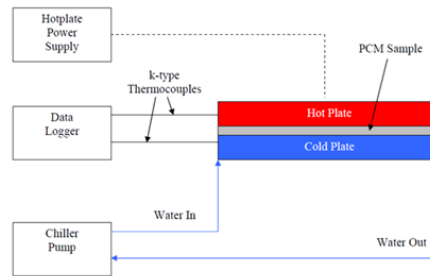 Hotplate
Power
Supply
PCM Sample
k-type
Thermocouples
Data
Logger
Hot Plate
Cold Plate
Water In
Chiller
Pump
Water Out